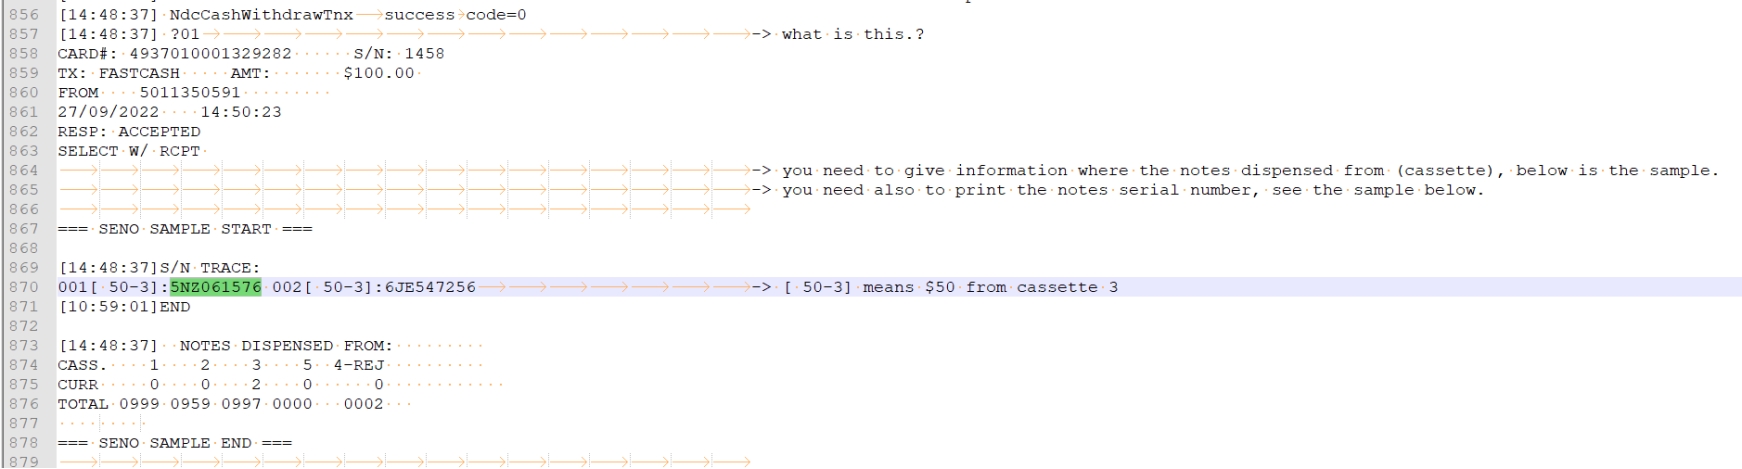 856 [14:48:37] NdcCashWithdrawTnx success code=0
857 [14:48:37] ?01 -> what is this.?
858 CARD#: 4937010001329282 S/N: 1458
859 TX: FASTCASH AMT: $100.00
860 FROM 5011350591
861 27/09/2022 14:50:23
862 RESP: ACCEPTED
863 SELECT W/ RCPT
864 -> you need to give information where the notes dispensed from (cassette), below is the sample.
865 -> you need also to print the notes serial number, see the sample below.
866
867 === SENO SAMPLE START ===
868
869 [14:48:37]S/N TRACE:
870 001[ 50-3]:5NZ061576 002[ 50-3]:6JE547256 -> [ 50-3] means $50 from cassette 3
871 [10:59:01]END
872
873 [14:48:37] NOTES DISPENSED FROM:
874 CASS. 1 2 3 5 4-REJ
875 CURR 0 0 2 0 0
876 TOTAL 0999 0959 0997 0000 0002
877
878 === SENO SAMPLE END ===
879